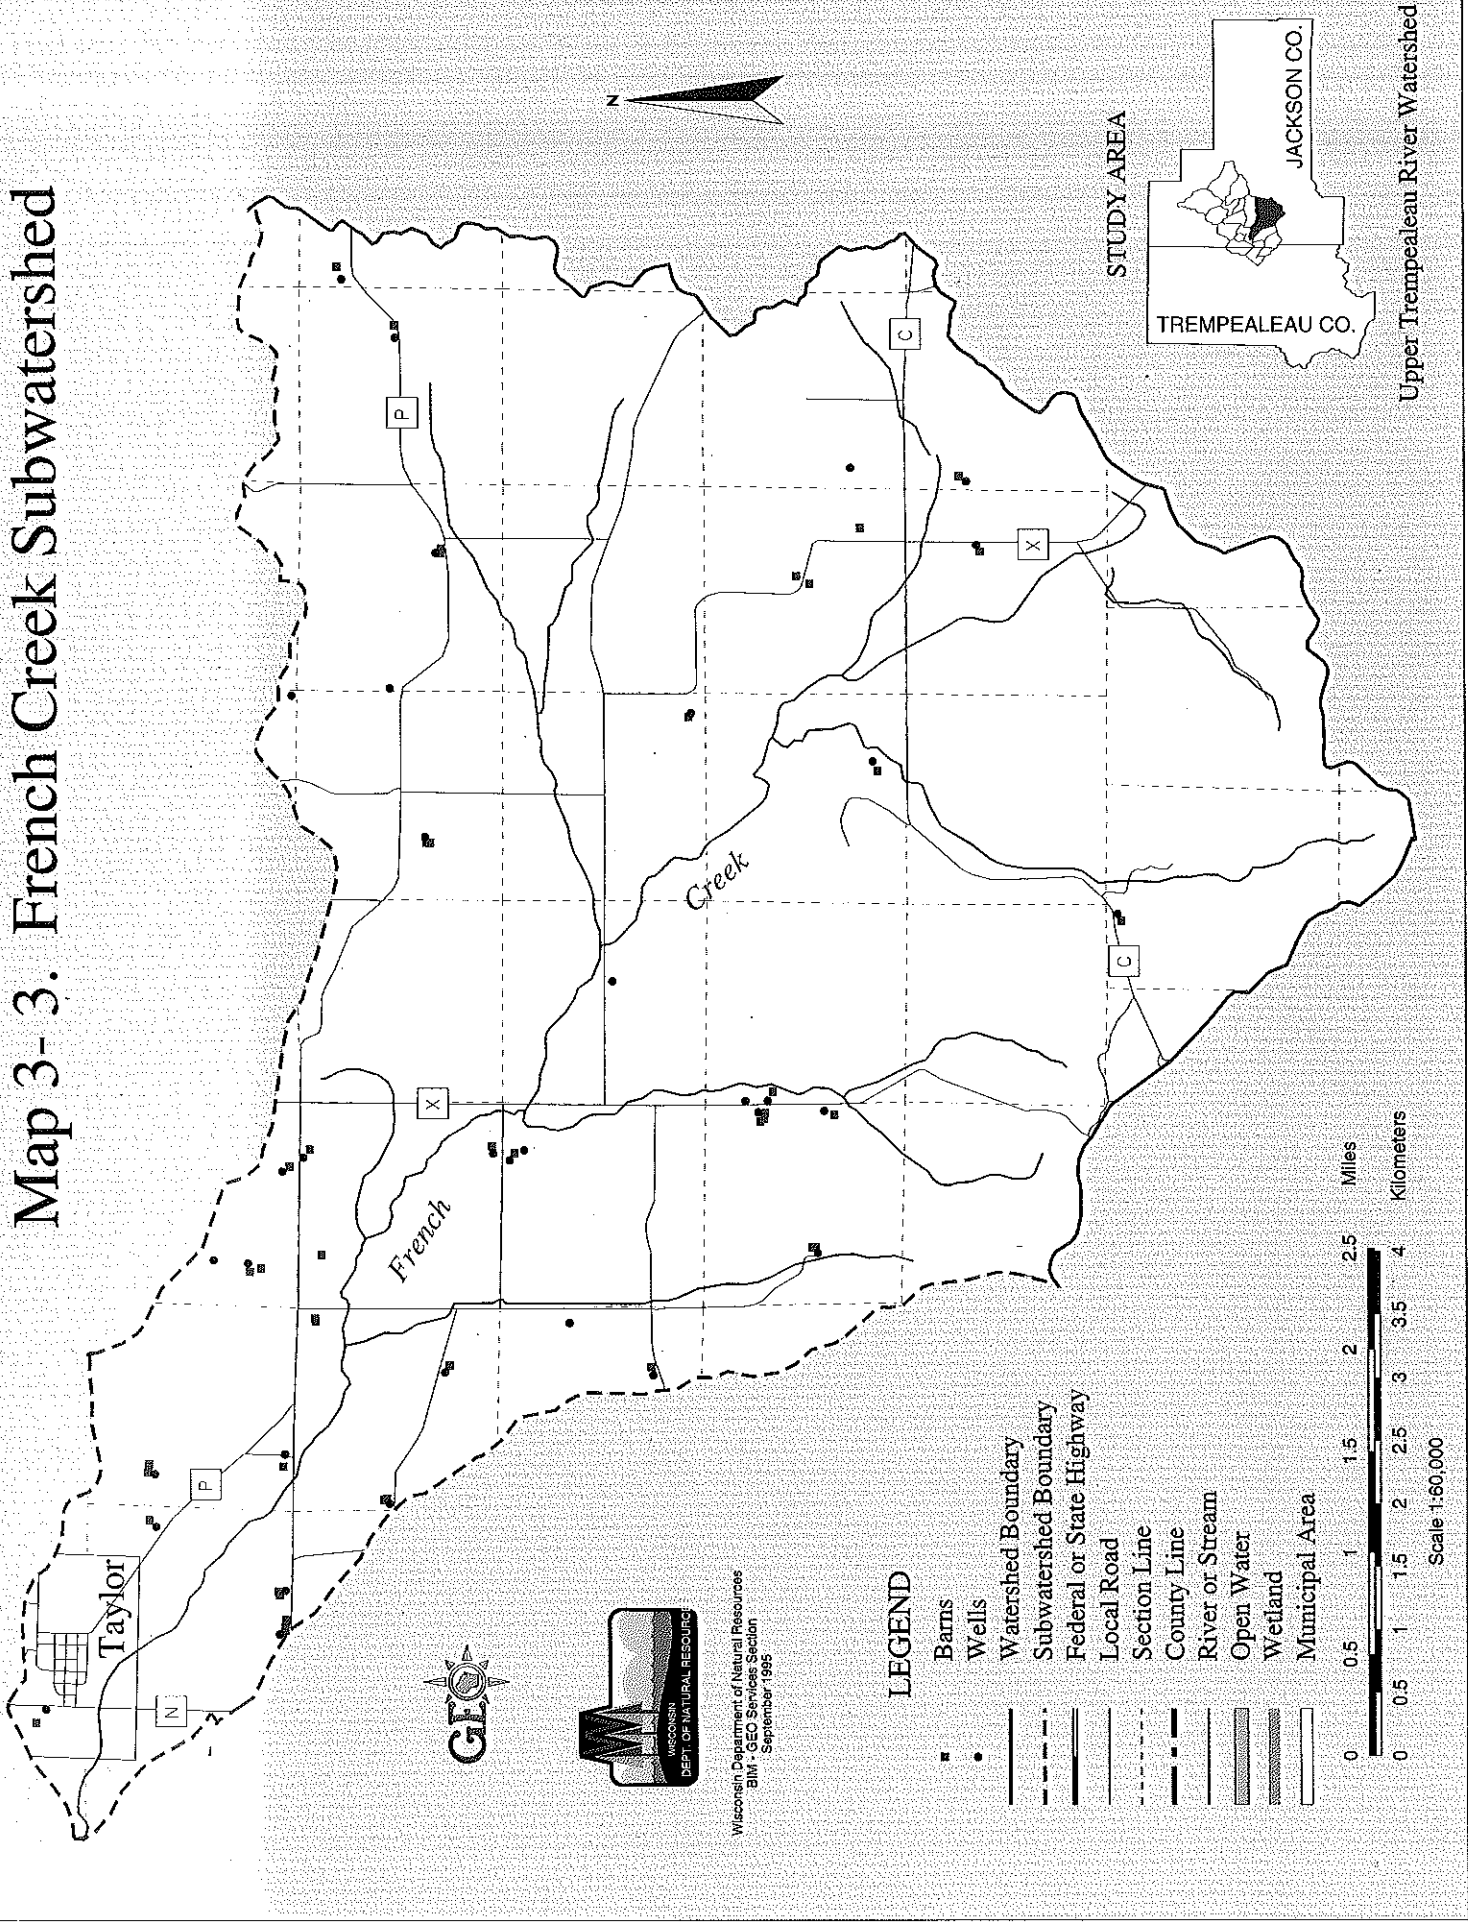 Map 3-3. French Creek Subwatershed
N
Taylor
N
P
P
X
X
C
C
French
Creek
STUDY AREA
TREMPEALEAU CO.
JACKSON CO.
Upper Trempealeau River Watershed
GEO
WISCONSIN
DEPT. OF NATURAL RESOURCES
Wisconsin Department of Natural Resources
BIM - GEO Services Section
September 1995
LEGEND
Barns
Wells
Watershed Boundary
Subwatershed Boundary
Federal or State Highway
Local Road
Section Line
County Line
River or Stream
Open Water
Wetland
Municipal Area
0 0.5 1 1.5 2 2.5 Miles
0 0.5 1 1.5 2 2.5 3 3.5 4 Kilometers
Scale 1:60,000